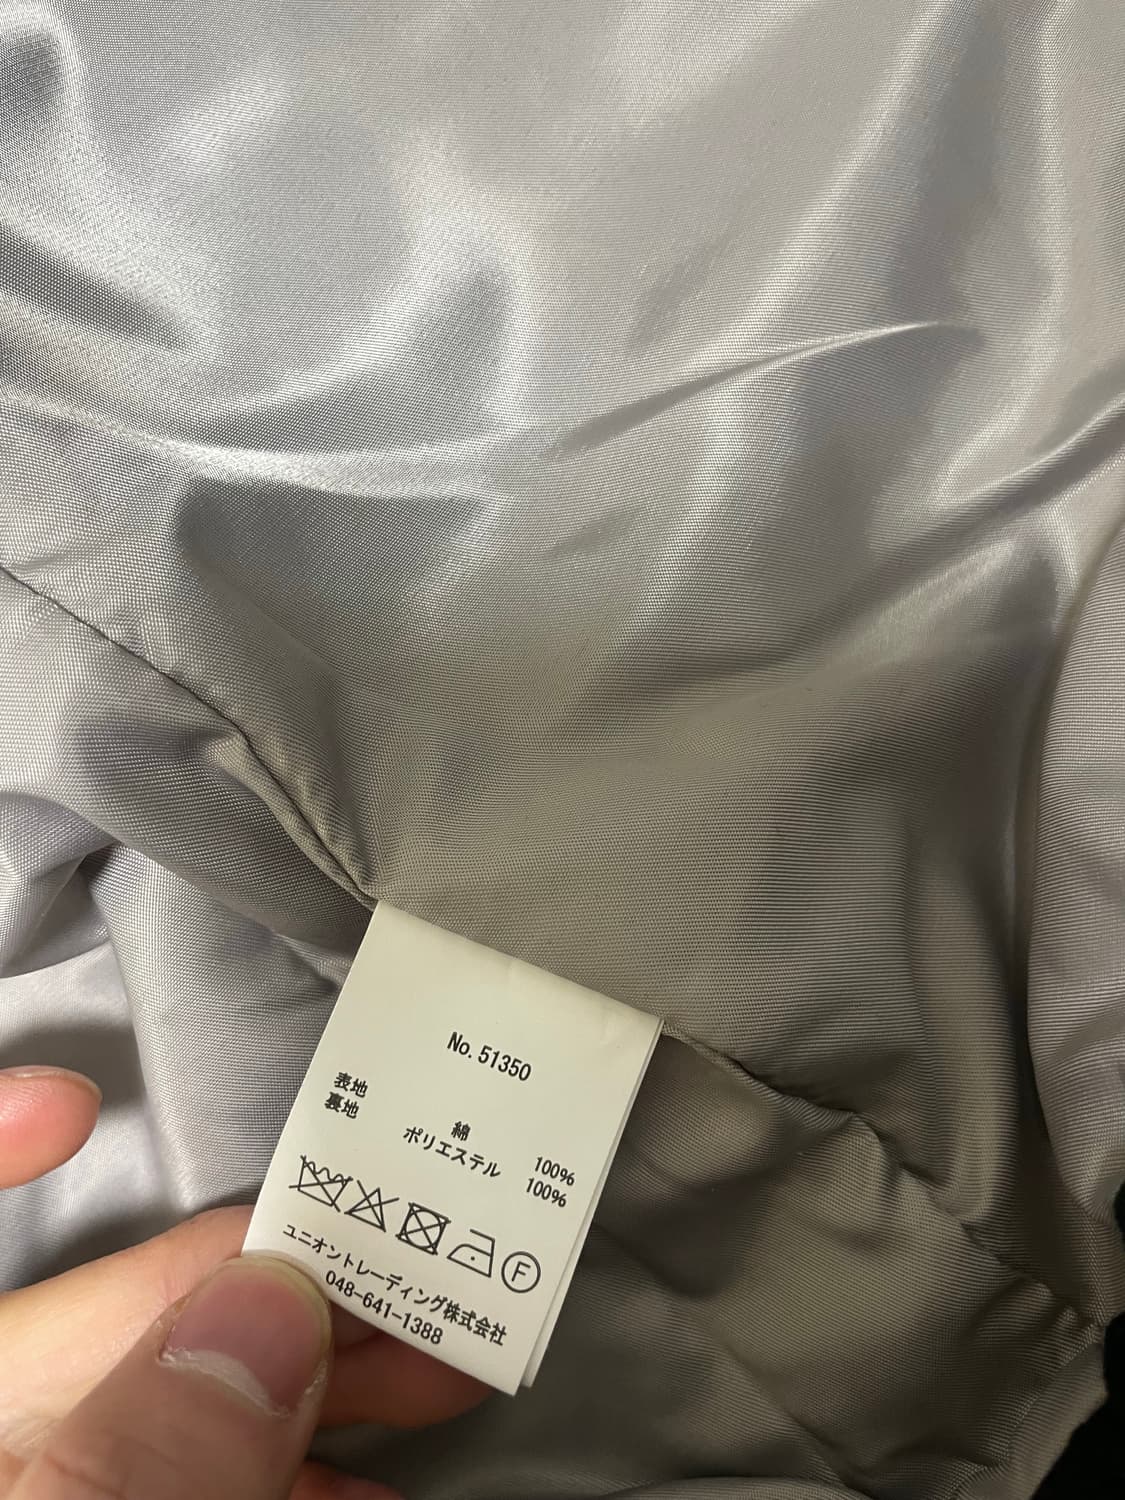 No. 51350
表地 綿 100%
裏地 ポリエステル 100%
F
ユニオントレーディング株式会社
048-641-1388